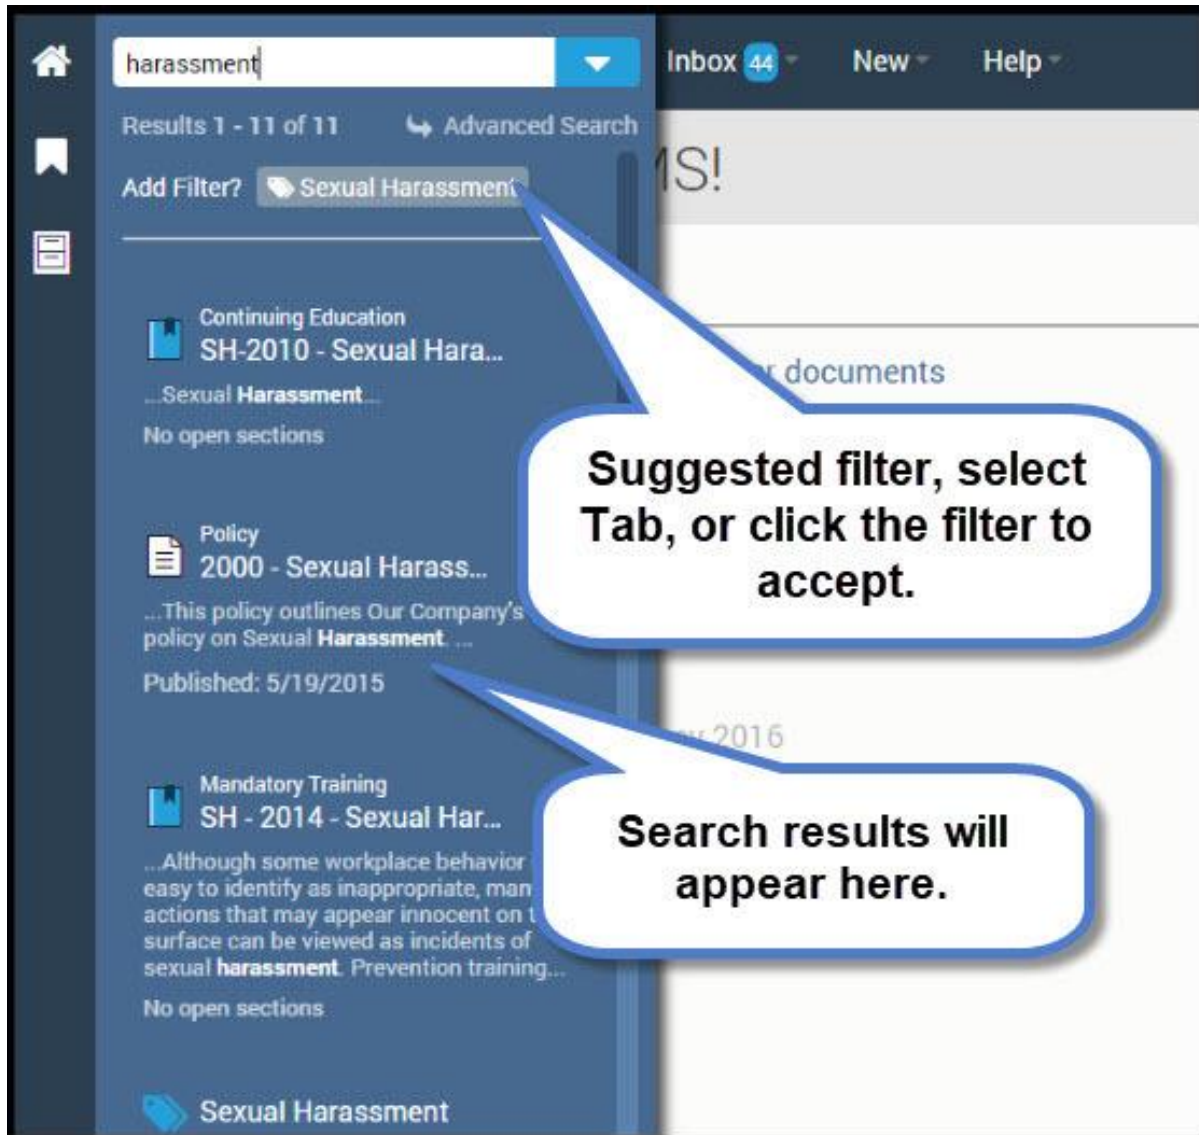 harassment
Inbox 44
New
Help
Results 1 - 11 of 11
Advanced Search
Add Filter?
Sexual Harassment
MS!
Continuing Education
SH-2010 - Sexual Hara...
...Sexual Harassment...
No open sections
documents
Suggested filter, select
Tab, or click the filter to
accept.
Policy
2000 - Sexual Harass...
...This policy outlines Our Company's
policy on Sexual Harassment. ...
Published: 5/19/2015
2016
Search results will
appear here.
Mandatory Training
SH - 2014 - Sexual Har...
...Although some workplace behavior
easy to identify as inappropriate, man
actions that may appear innocent on t
surface can be viewed as incidents of
sexual harassment. Prevention training...
No open sections
Sexual Harassment